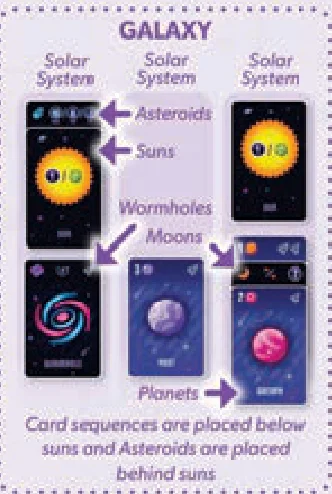 GALAXY
Solar Solar Solar
System System System
Asteroids
Suns
Wormholes
Moons
Planets
Card sequences are placed below
suns and Asteroids are placed
behind suns